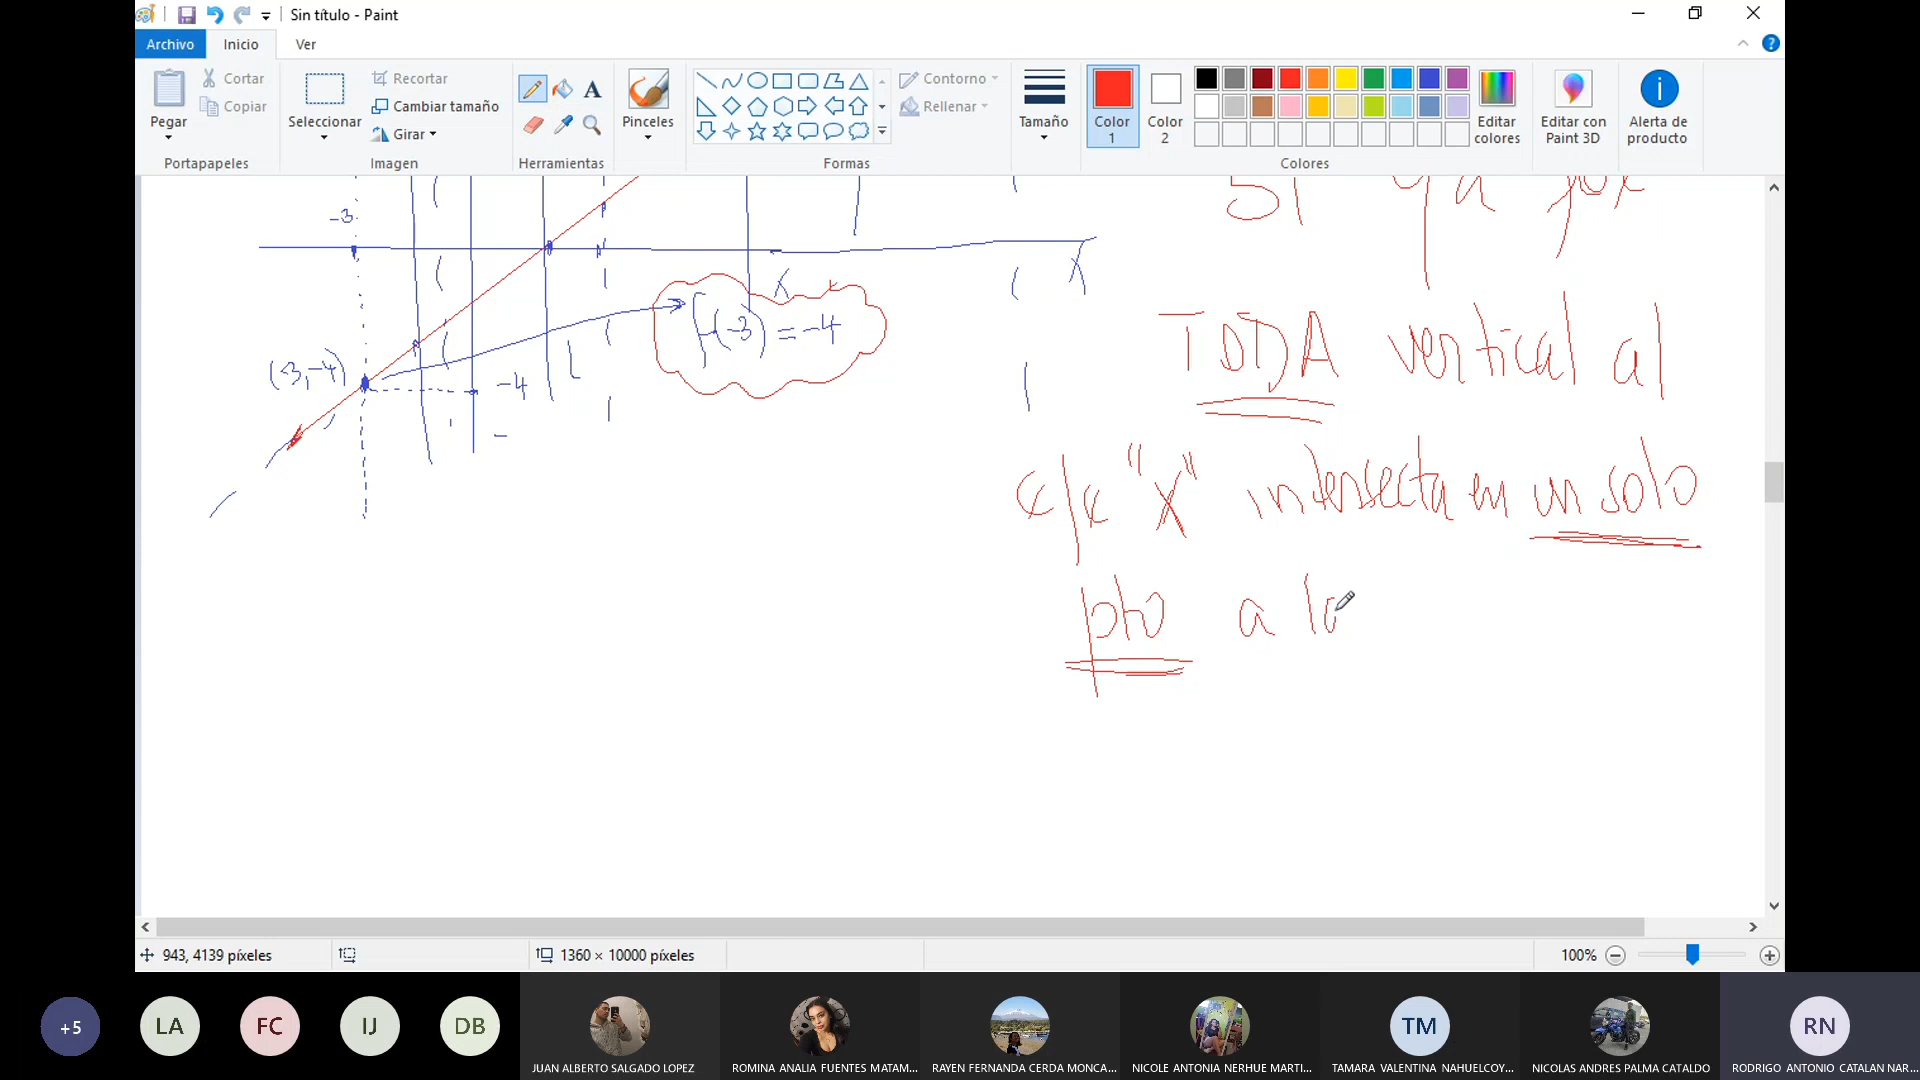 Sin título - Paint
Archivo Inicio Ver
Pegar
Cortar
Copiar
Portapapeles
Seleccionar
Recortar
Cambiar tamaño
Girar
Imagen
Herramientas
Pinceles
Formas
Contorno
Rellenar
Tamaño
Color 1
Color 2
Editar colores
Colores
Editar con Paint 3D
Alerta de producto
-3
X
X
f(-3) = -4
(-3,-4)
-4
TODA vertical al
"X" intersecta en un solo
pto a lo
943, 4139 píxeles
1360 × 10000 píxeles
100%
+5
LA
FC
IJ
DB
TM
RN
JUAN ALBERTO SALGADO LOPEZ
ROMINA ANALIA FUENTES MATAM...
RAYEN FERNANDA CERDA MONCA...
NICOLE ANTONIA NERHUE MARTI...
TAMARA VALENTINA NAHUELCOY...
NICOLAS ANDRES PALMA CATALDO
RODRIGO ANTONIO CATALAN NAR...